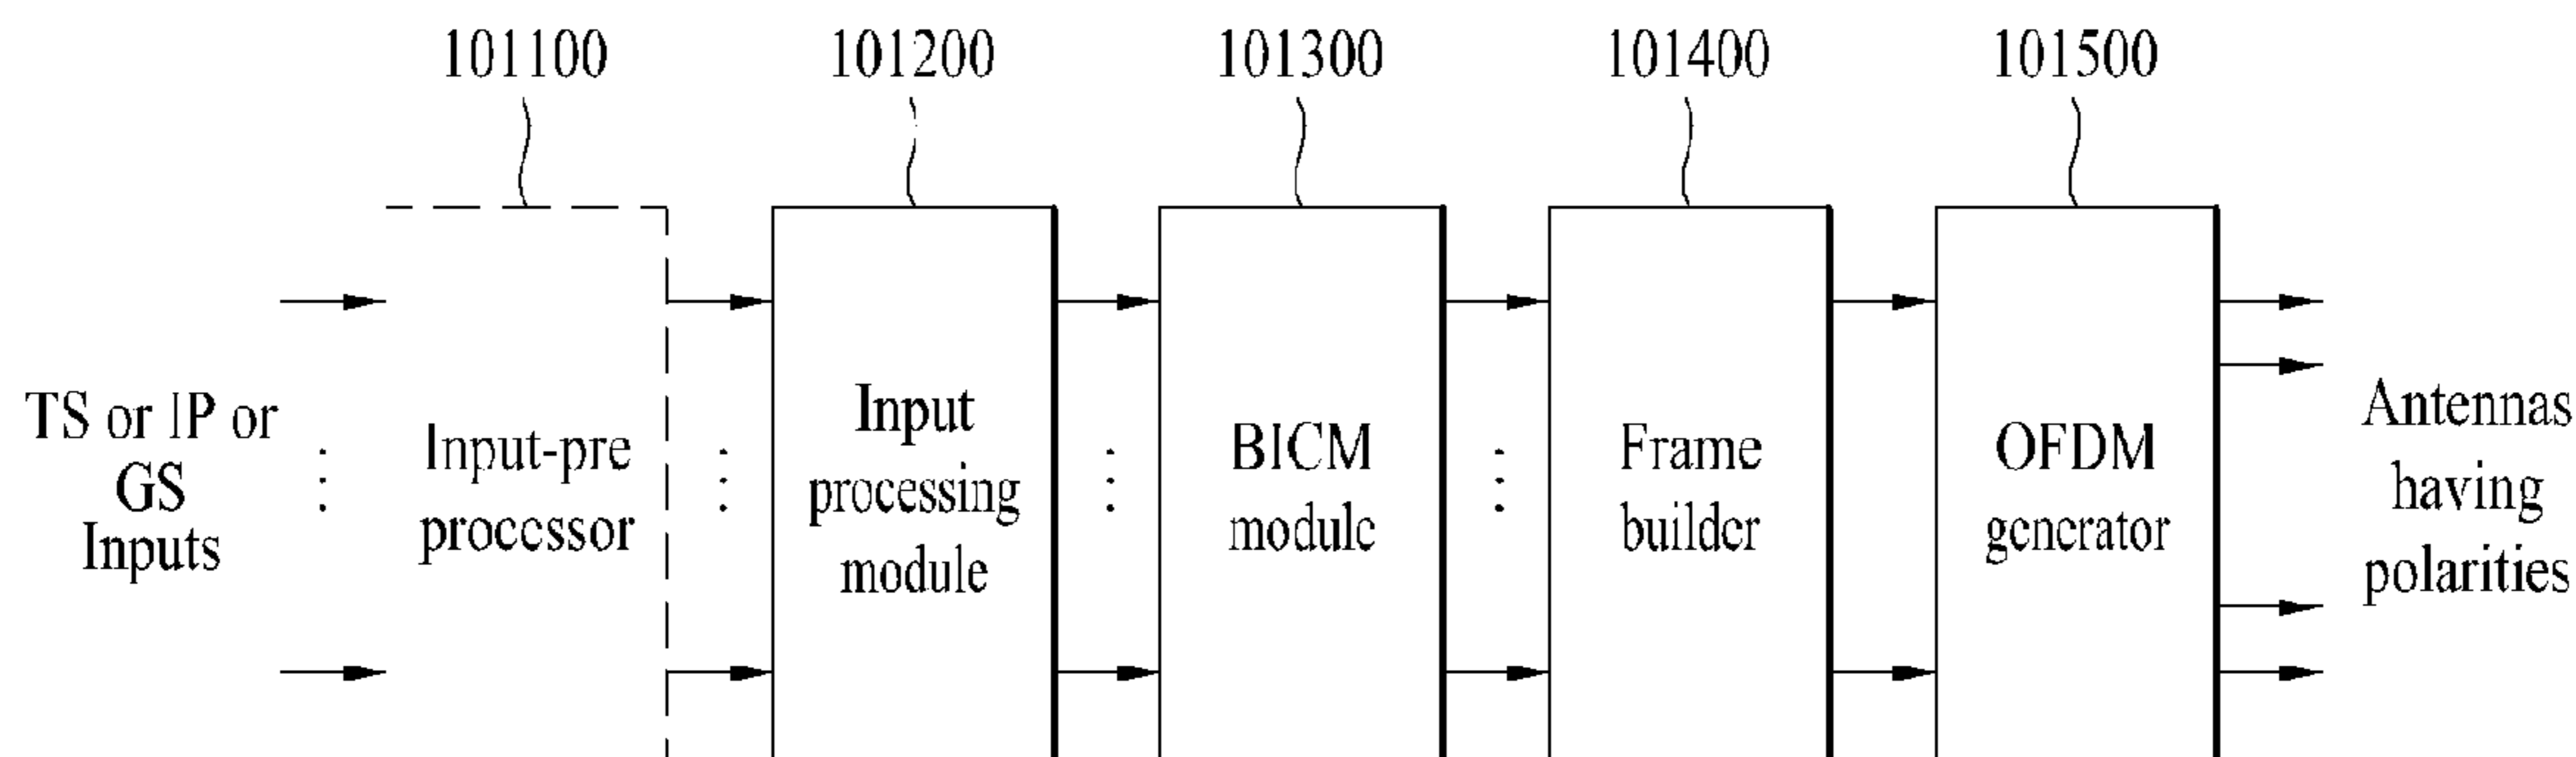 101100
101200
101300
101400
101500
TS or IP or
GS
Inputs
Input-pre
processor
Input
processing
module
BICM
module
Frame
builder
OFDM
generator
Antennas
having
polarities